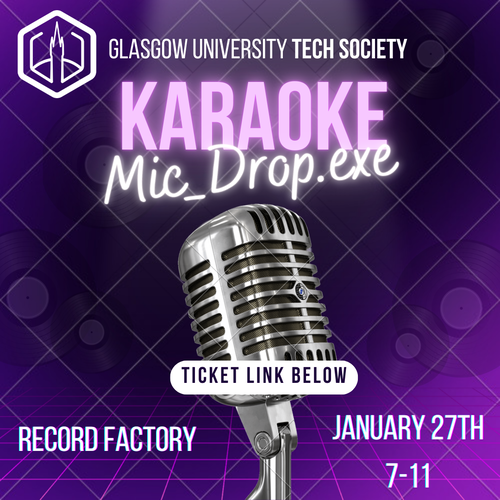 GLASGOW UNIVERSITY TECH SOCIETY
KARAOKE
Mic_Drop.exe
TICKET LINK BELOW
RECORD FACTORY
JANUARY 27TH
7-11